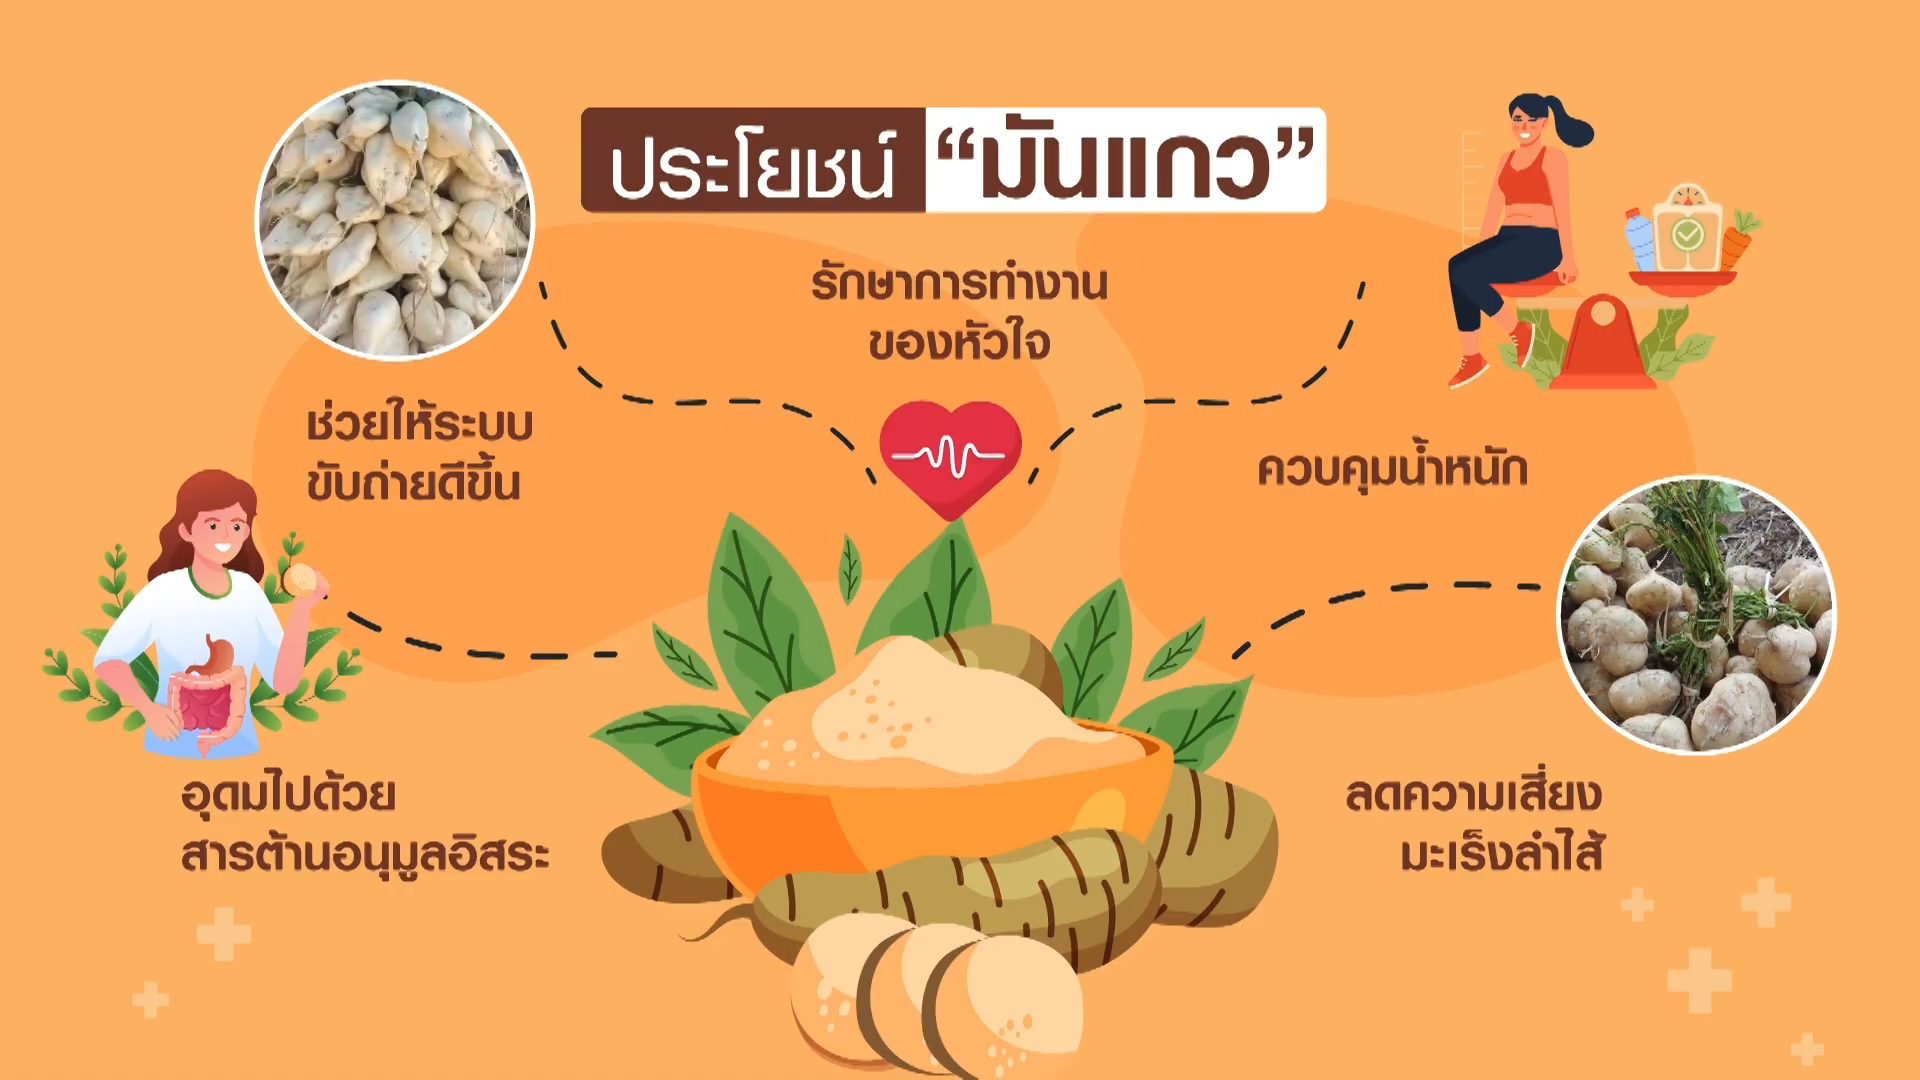 ประโยชน์ “มันแกว”
รักษาการทำงาน
ของหัวใจ
ช่วยให้ระบบ
ขับถ่ายดีขึ้น
ควบคุมน้ำหนัก
อุดมไปด้วย
สารต้านอนุมูลอิสระ
ลดความเสี่ยง
มะเร็งลำไส้